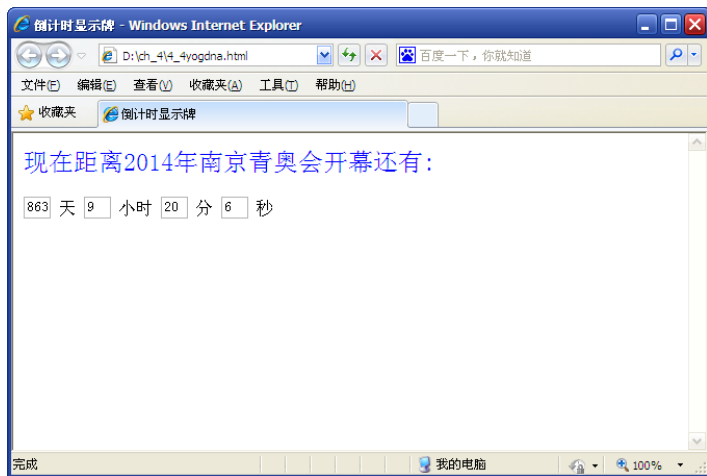 倒计时显示牌 - Windows Internet Explorer
D:\ch_4\4_4yogdna.html 百度一下，你就知道
文件(F) 编辑(E) 查看(V) 收藏夹(A) 工具(T) 帮助(H)
收藏夹 倒计时显示牌
现在距离2014年南京青奥会开幕还有:
863 天 9 小时 20 分 6 秒
完成 我的电脑 100%